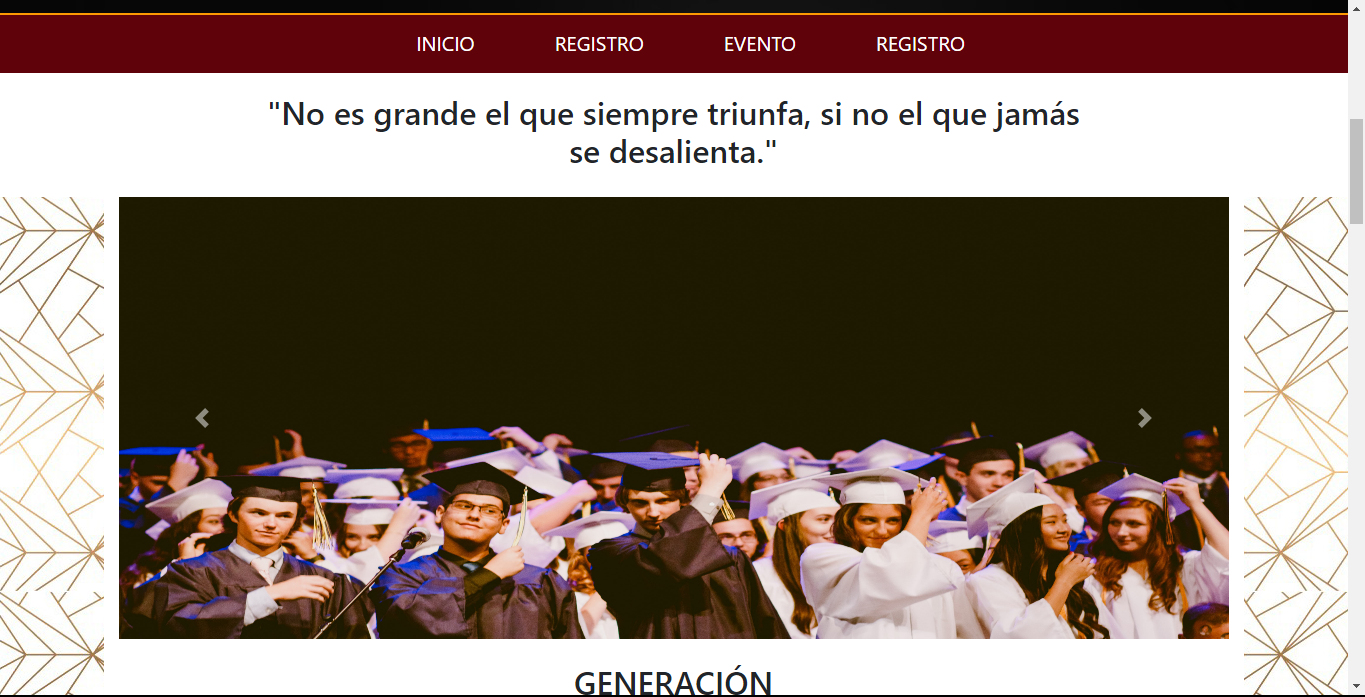 INICIO REGISTRO EVENTO REGISTRO
"No es grande el que siempre triunfa, si no el que jamás
se desalienta."
GENERACIÓN